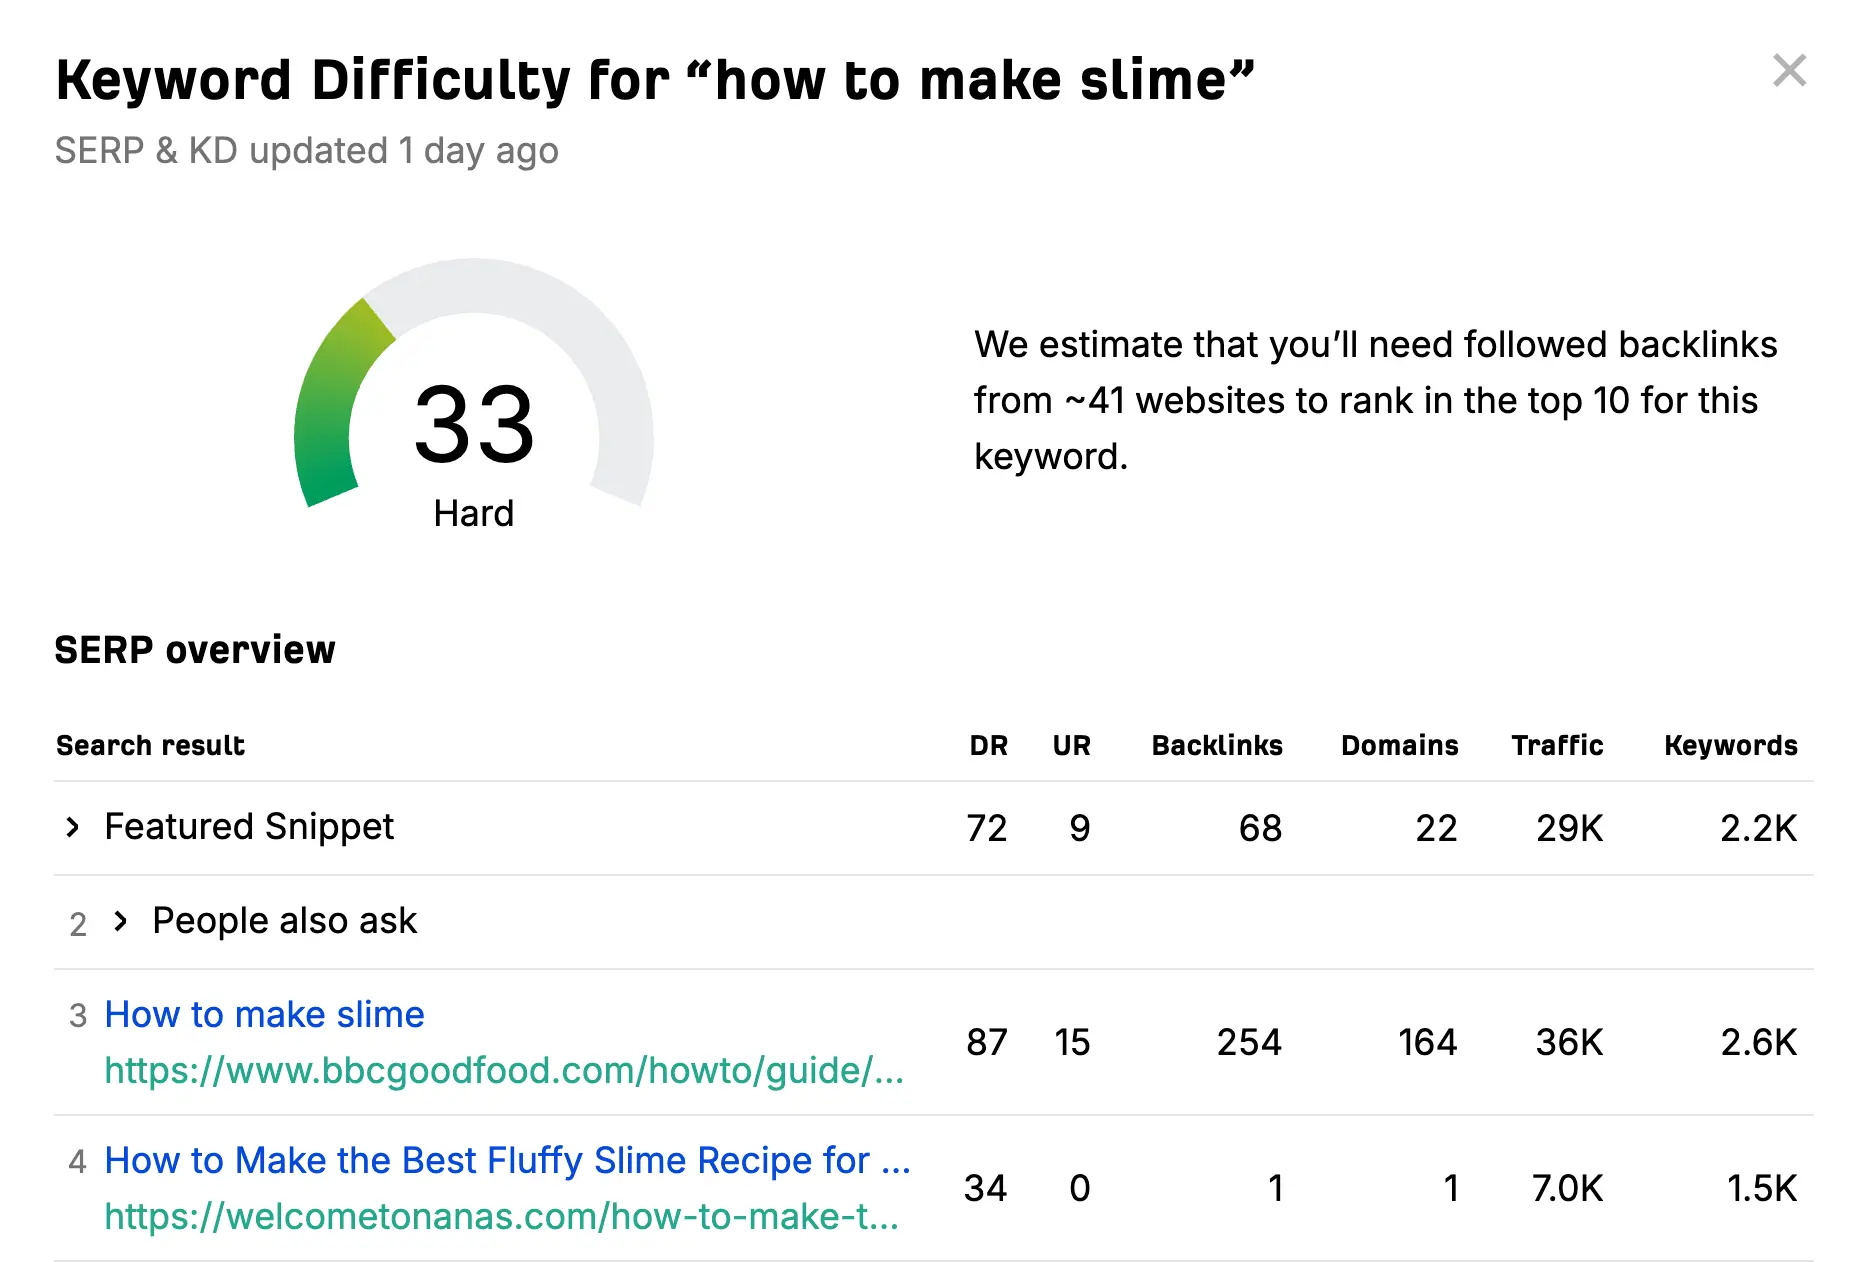 Keyword Difficulty for “how to make slime”
SERP & KD updated 1 day ago
33
Hard
We estimate that you’ll need followed backlinks
from ~41 websites to rank in the top 10 for this
keyword.
SERP overview
Search result DR UR Backlinks Domains Traffic Keywords
Featured Snippet 72 9 68 22 29K 2.2K
2 People also ask
3 How to make slime
https://www.bbcgoodfood.com/howto/guide/... 87 15 254 164 36K 2.6K
4 How to Make the Best Fluffy Slime Recipe for ...
https://welcometonanas.com/how-to-make-t... 34 0 1 1 7.0K 1.5K